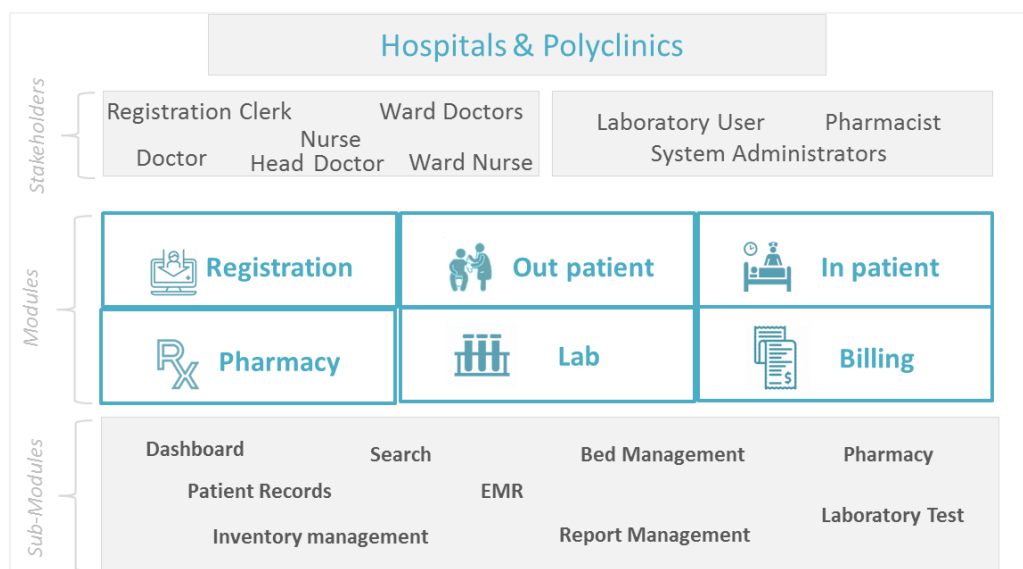 Hospitals & Polyclinics
Stakeholders
Registration Clerk
Ward Doctors
Nurse
Doctor
Head Doctor
Ward Nurse
Laboratory User
Pharmacist
System Administrators
Modules
Registration
Out patient
In patient
Rx
Pharmacy
Lab
$
Billing
Sub-Modules
Dashboard
Search
Bed Management
Pharmacy
Patient Records
EMR
Laboratory Test
Inventory management
Report Management